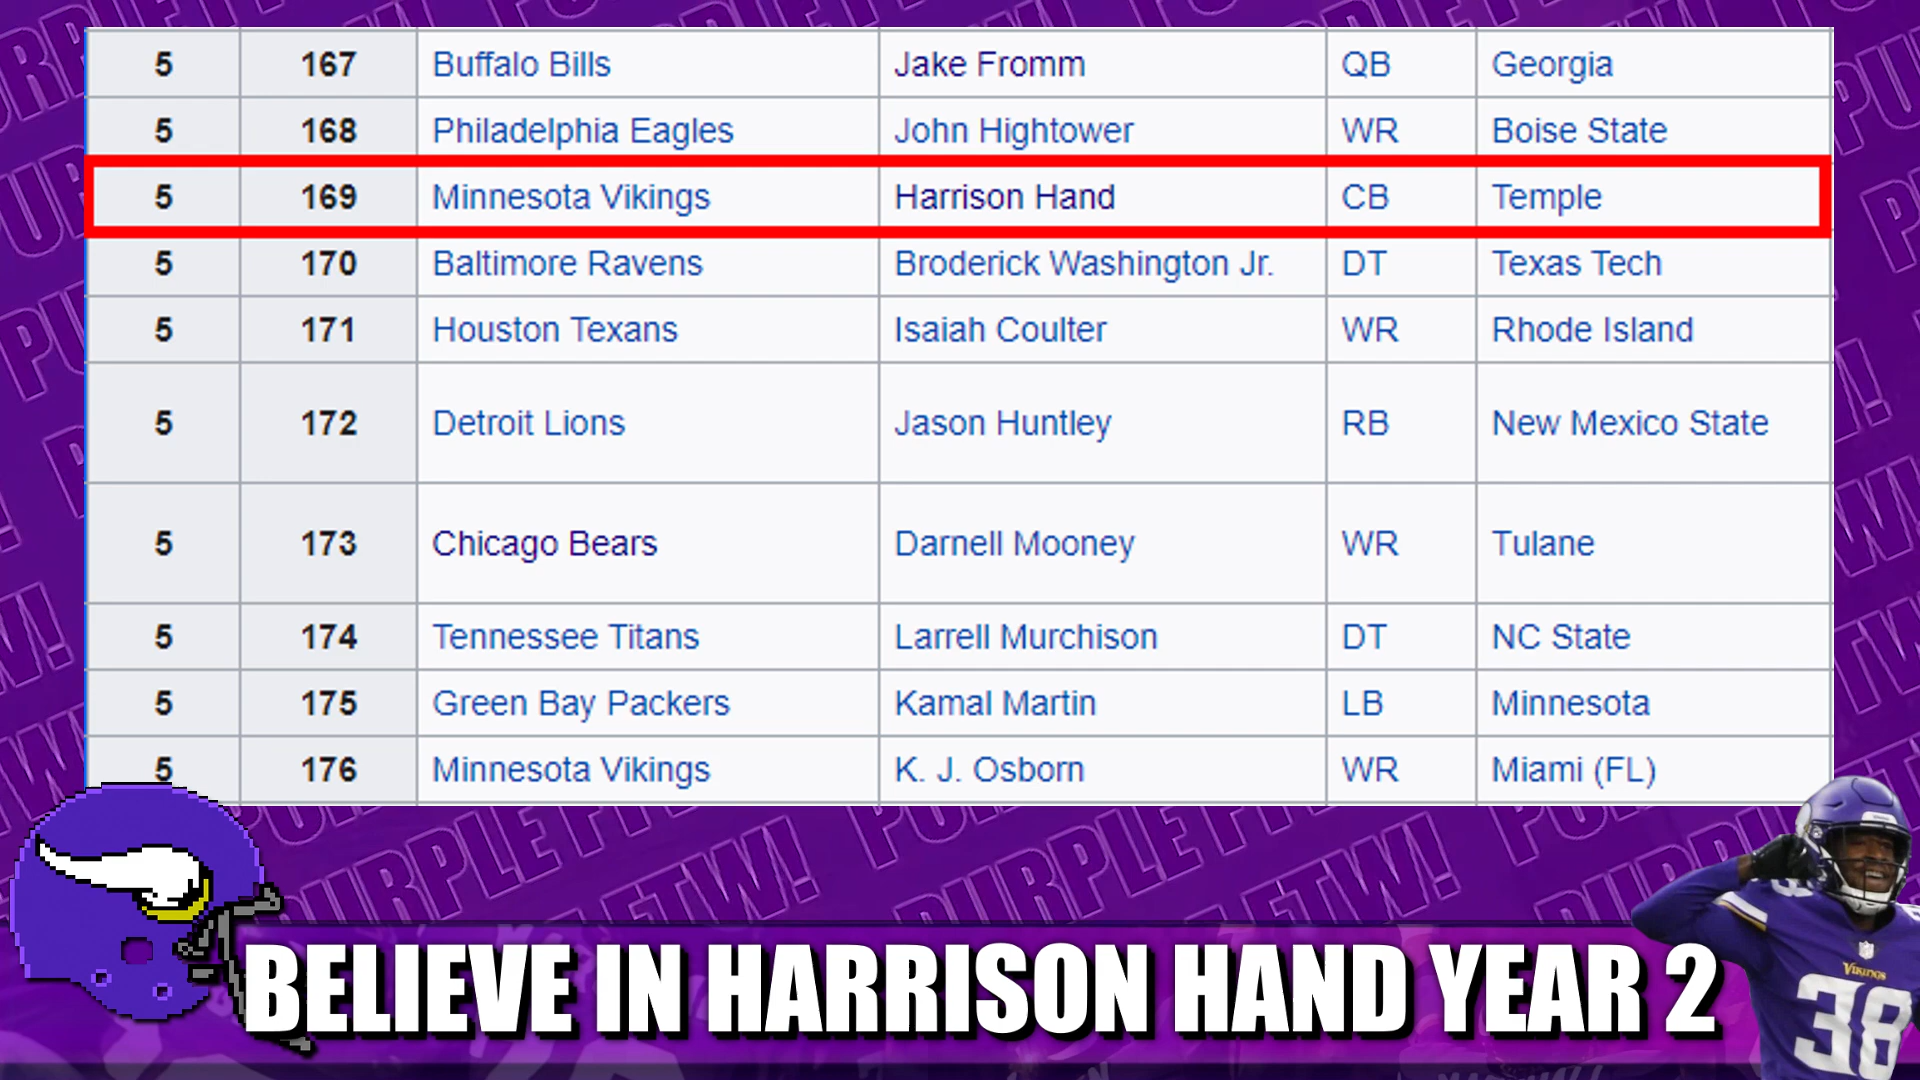 5 167 Buffalo Bills Jake Fromm QB Georgia
5 168 Philadelphia Eagles John Hightower WR Boise State
5 169 Minnesota Vikings Harrison Hand CB Temple
5 170 Baltimore Ravens Broderick Washington Jr. DT Texas Tech
5 171 Houston Texans Isaiah Coulter WR Rhode Island
5 172 Detroit Lions Jason Huntley RB New Mexico State
5 173 Chicago Bears Darnell Mooney WR Tulane
5 174 Tennessee Titans Larrell Murchison DT NC State
5 175 Green Bay Packers Kamal Martin LB Minnesota
5 176 Minnesota Vikings K. J. Osborn WR Miami (FL)
PURPLE FTW!
BELIEVE IN HARRISON HAND YEAR 2
VIKINGS
38